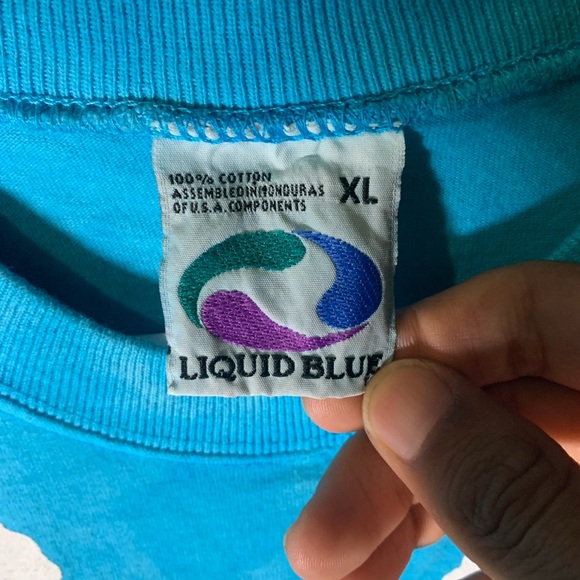 100% COTTON
ASSEMBLED IN HONDURAS
OF U.S.A. COMPONENTS
XL
LIQUID BLUE